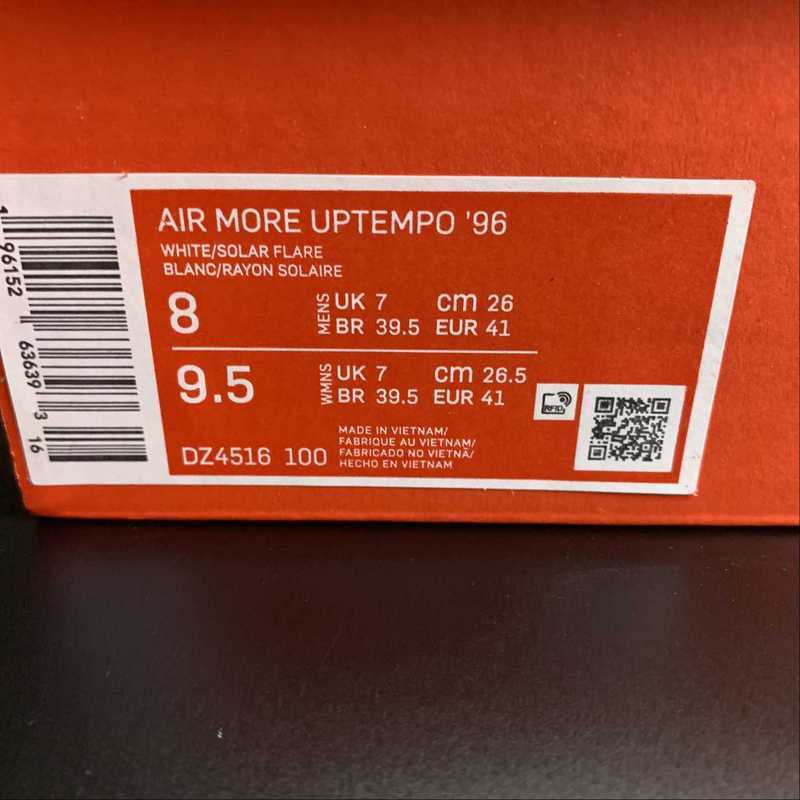 1 96152 63639 3 16
AIR MORE UPTEMPO '96
WHITE/SOLAR FLARE
BLANC/RAYON SOLAIRE
8 MENS UK 7 cm 26
BR 39.5 EUR 41
9.5 WMNS UK 7 cm 26.5
BR 39.5 EUR 41
DZ4516 100
MADE IN VIETNAM/
FABRIQUE AU VIETNAM/
FABRICADO NO VIETNÃ/
HECHO EN VIETNAM
RFID